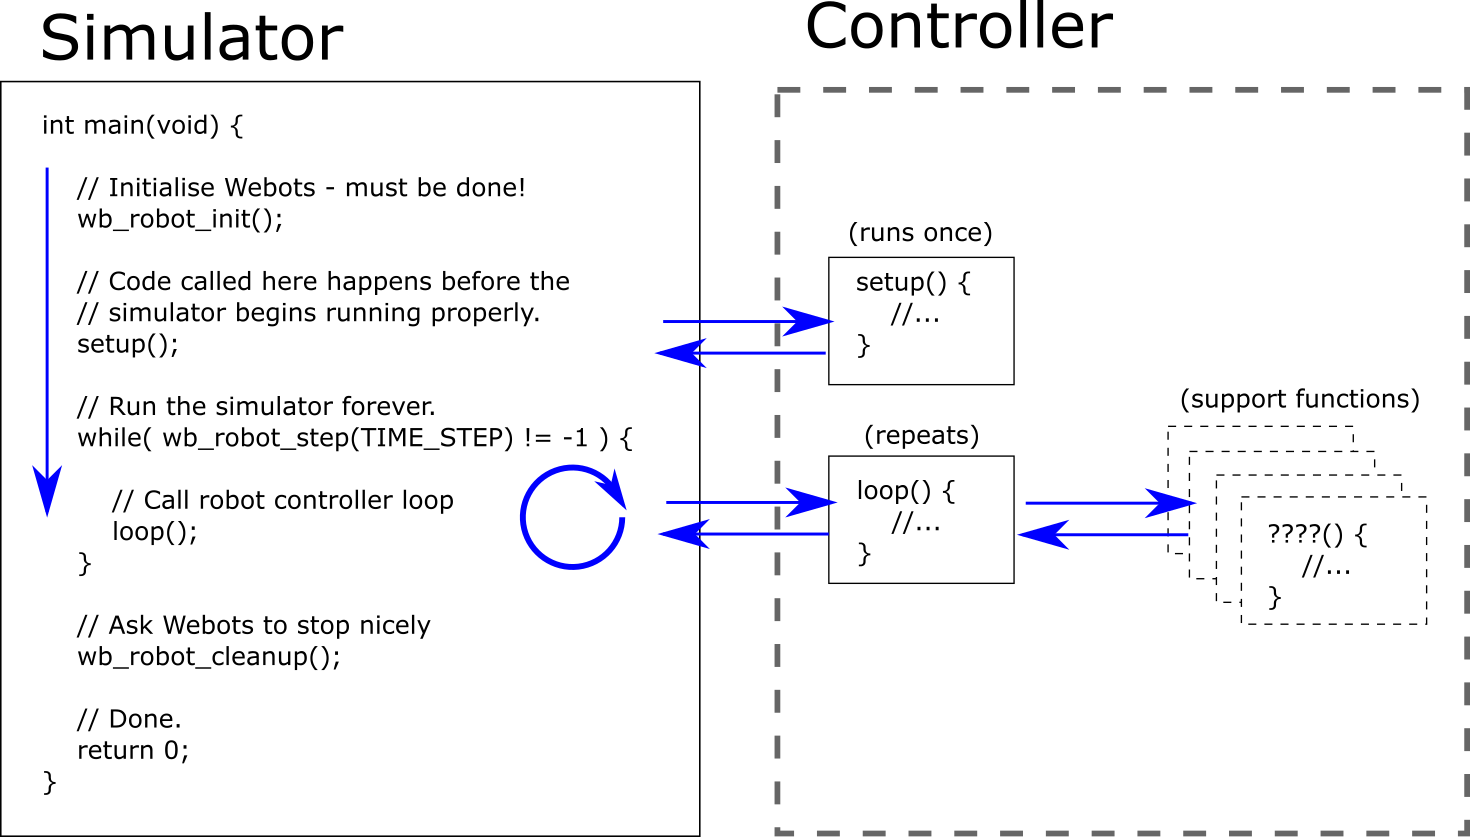 Simulator
Controller
int main(void) {
// Initialise Webots - must be done!
wb_robot_init();
// Code called here happens before the
// simulator begins running properly.
setup();
// Run the simulator forever.
while( wb_robot_step(TIME_STEP) != -1 ) {
// Call robot controller loop
loop();
}
// Ask Webots to stop nicely
wb_robot_cleanup();
// Done.
return 0;
}
(runs once)
setup() {
//...
}
(repeats)
loop() {
//...
}
(support functions)
????() {
//...
}